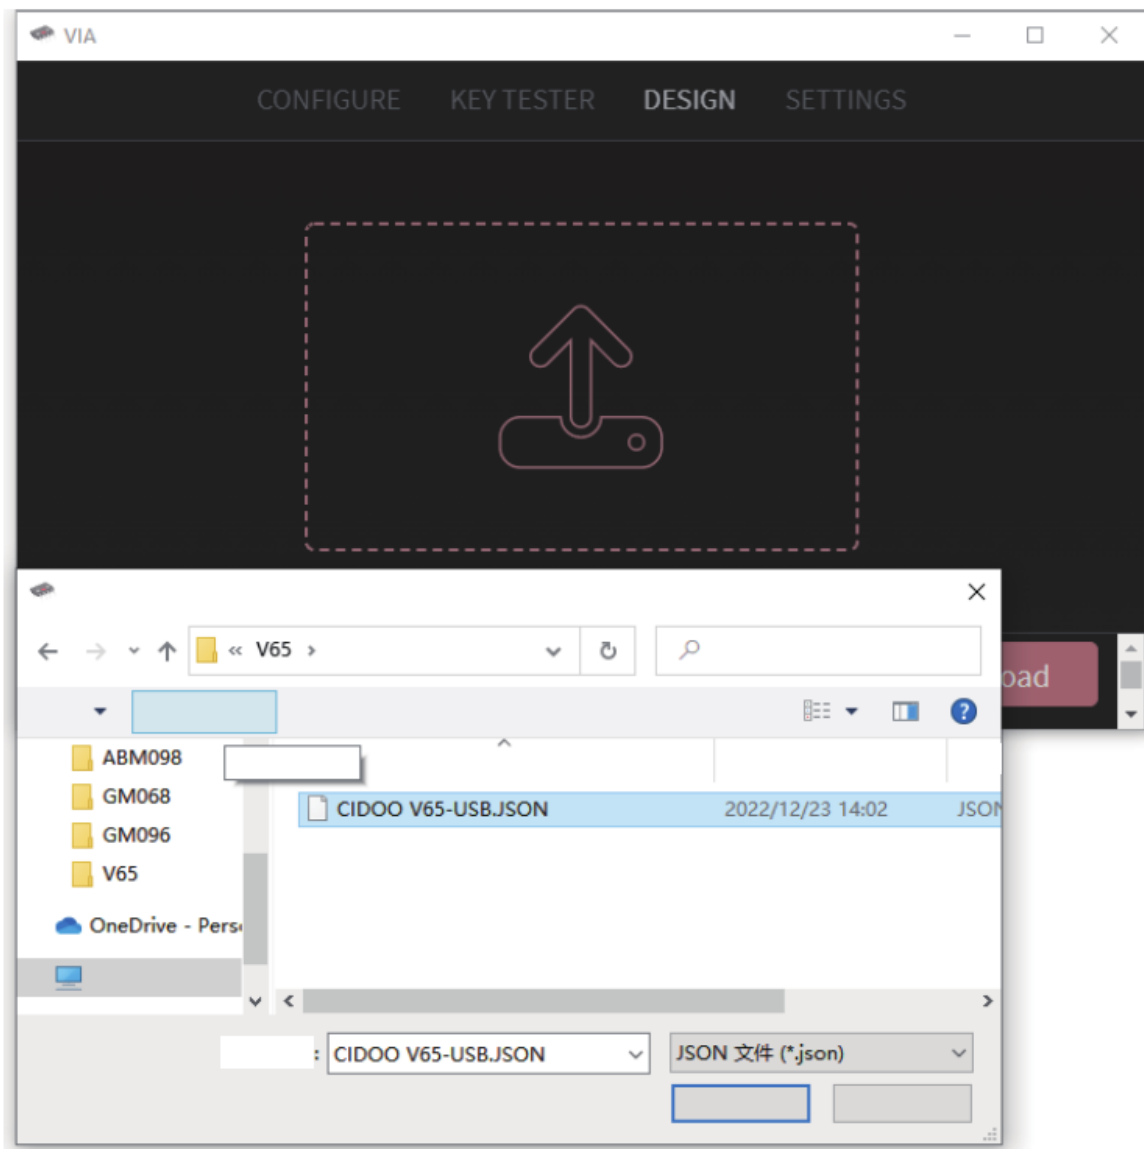 VIA
CONFIGURE KEY TESTER DESIGN SETTINGS
« V65 ›
oad
ABM098
GM068
GM096
V65
OneDrive - Pers
CIDOO V65-USB.JSON 2022/12/23 14:02 JSON
: CIDOO V65-USB.JSON JSON 文件 (*.json)